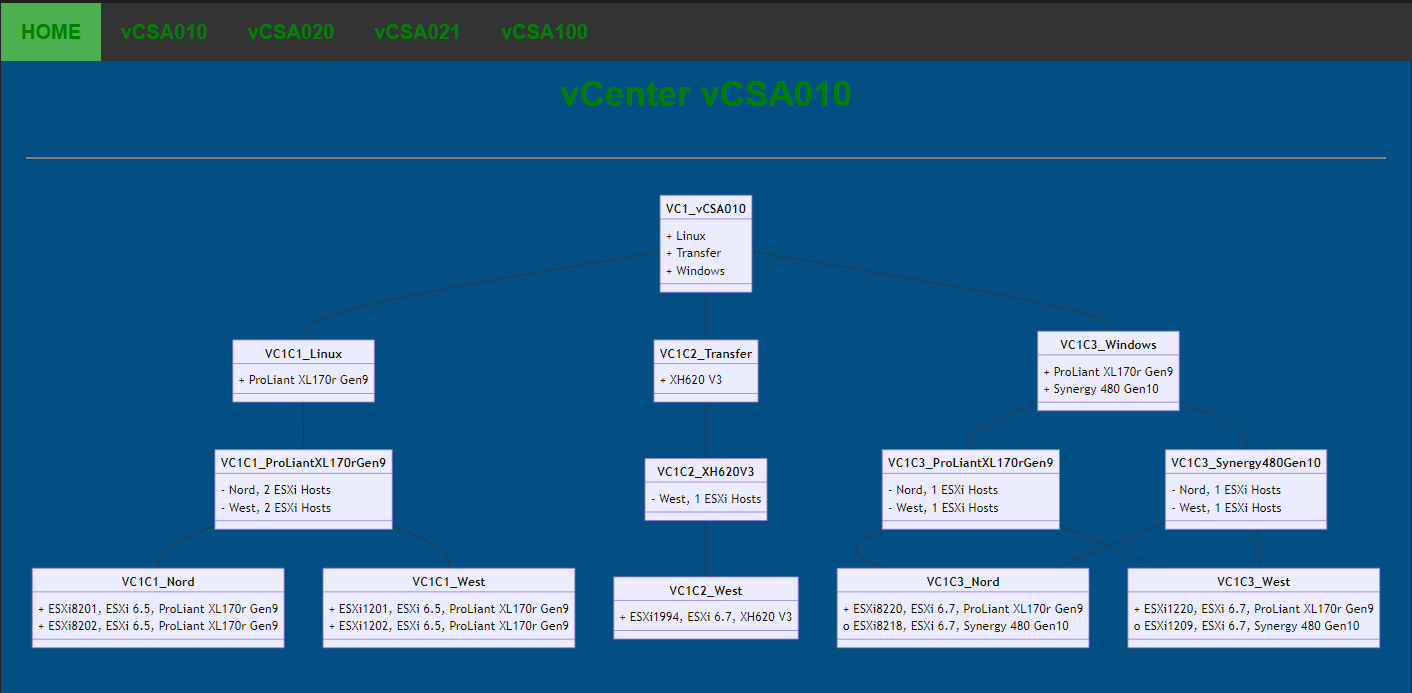 HOME vCSA010 vCSA020 vCSA021 vCSA100
vCenter vCSA010
VC1_vCSA010
+ Linux
+ Transfer
+ Windows
VC1C1_Linux
+ ProLiant XL170r Gen9
VC1C2_Transfer
+ XH620 V3
VC1C3_Windows
+ ProLiant XL170r Gen9
+ Synergy 480 Gen10
VC1C1_ProLiantXL170rGen9
- Nord, 2 ESXi Hosts
- West, 2 ESXi Hosts
VC1C2_XH620V3
- West, 1 ESXi Hosts
VC1C3_ProLiantXL170rGen9
- Nord, 1 ESXi Hosts
- West, 1 ESXi Hosts
VC1C3_Synergy480Gen10
- Nord, 1 ESXi Hosts
- West, 1 ESXi Hosts
VC1C1_Nord
+ ESXi8201, ESXi 6.5, ProLiant XL170r Gen9
+ ESXi8202, ESXi 6.5, ProLiant XL170r Gen9
VC1C1_West
+ ESXi1201, ESXi 6.5, ProLiant XL170r Gen9
+ ESXi1202, ESXi 6.5, ProLiant XL170r Gen9
VC1C2_West
+ ESXi1994, ESXi 6.7, XH620 V3
VC1C3_Nord
+ ESXi8220, ESXi 6.7, ProLiant XL170r Gen9
o ESXi8218, ESXi 6.7, Synergy 480 Gen10
VC1C3_West
+ ESXi1220, ESXi 6.7, ProLiant XL170r Gen9
o ESXi1209, ESXi 6.7, Synergy 480 Gen10